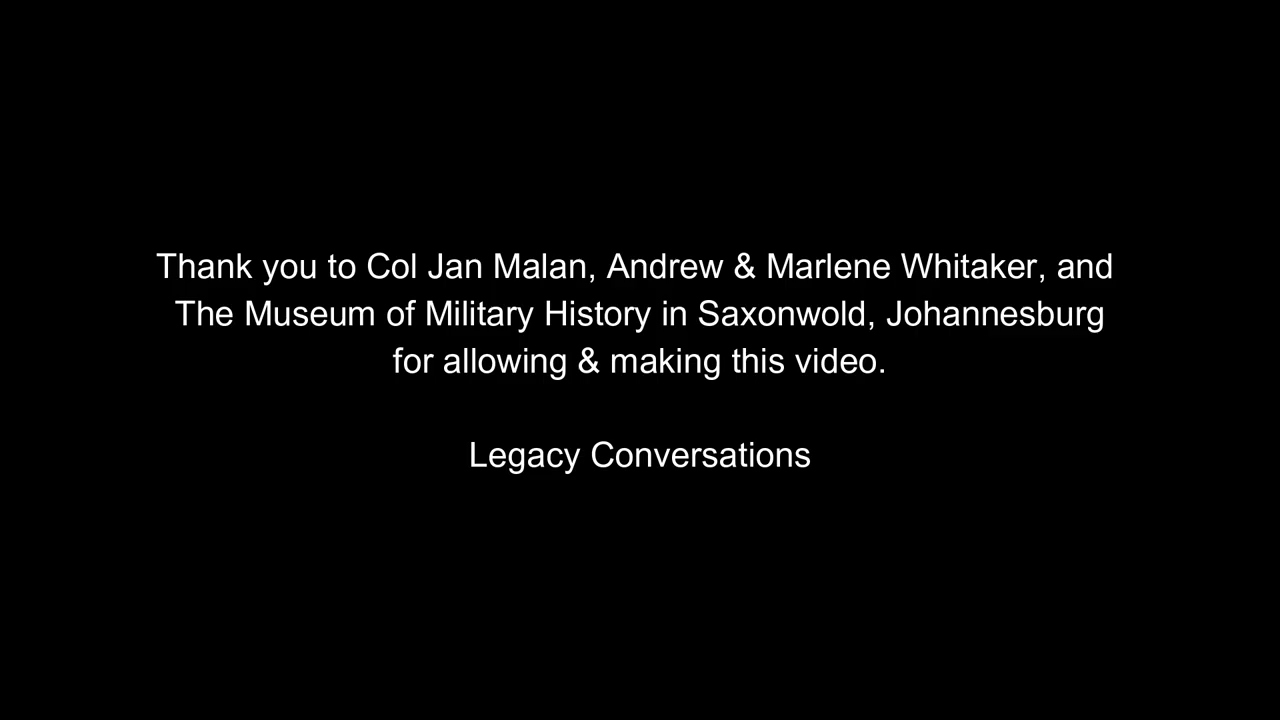 Thank you to Col Jan Malan, Andrew & Marlene Whitaker, and
The Museum of Military History in Saxonwold, Johannesburg
for allowing & making this video.
Legacy Conversations